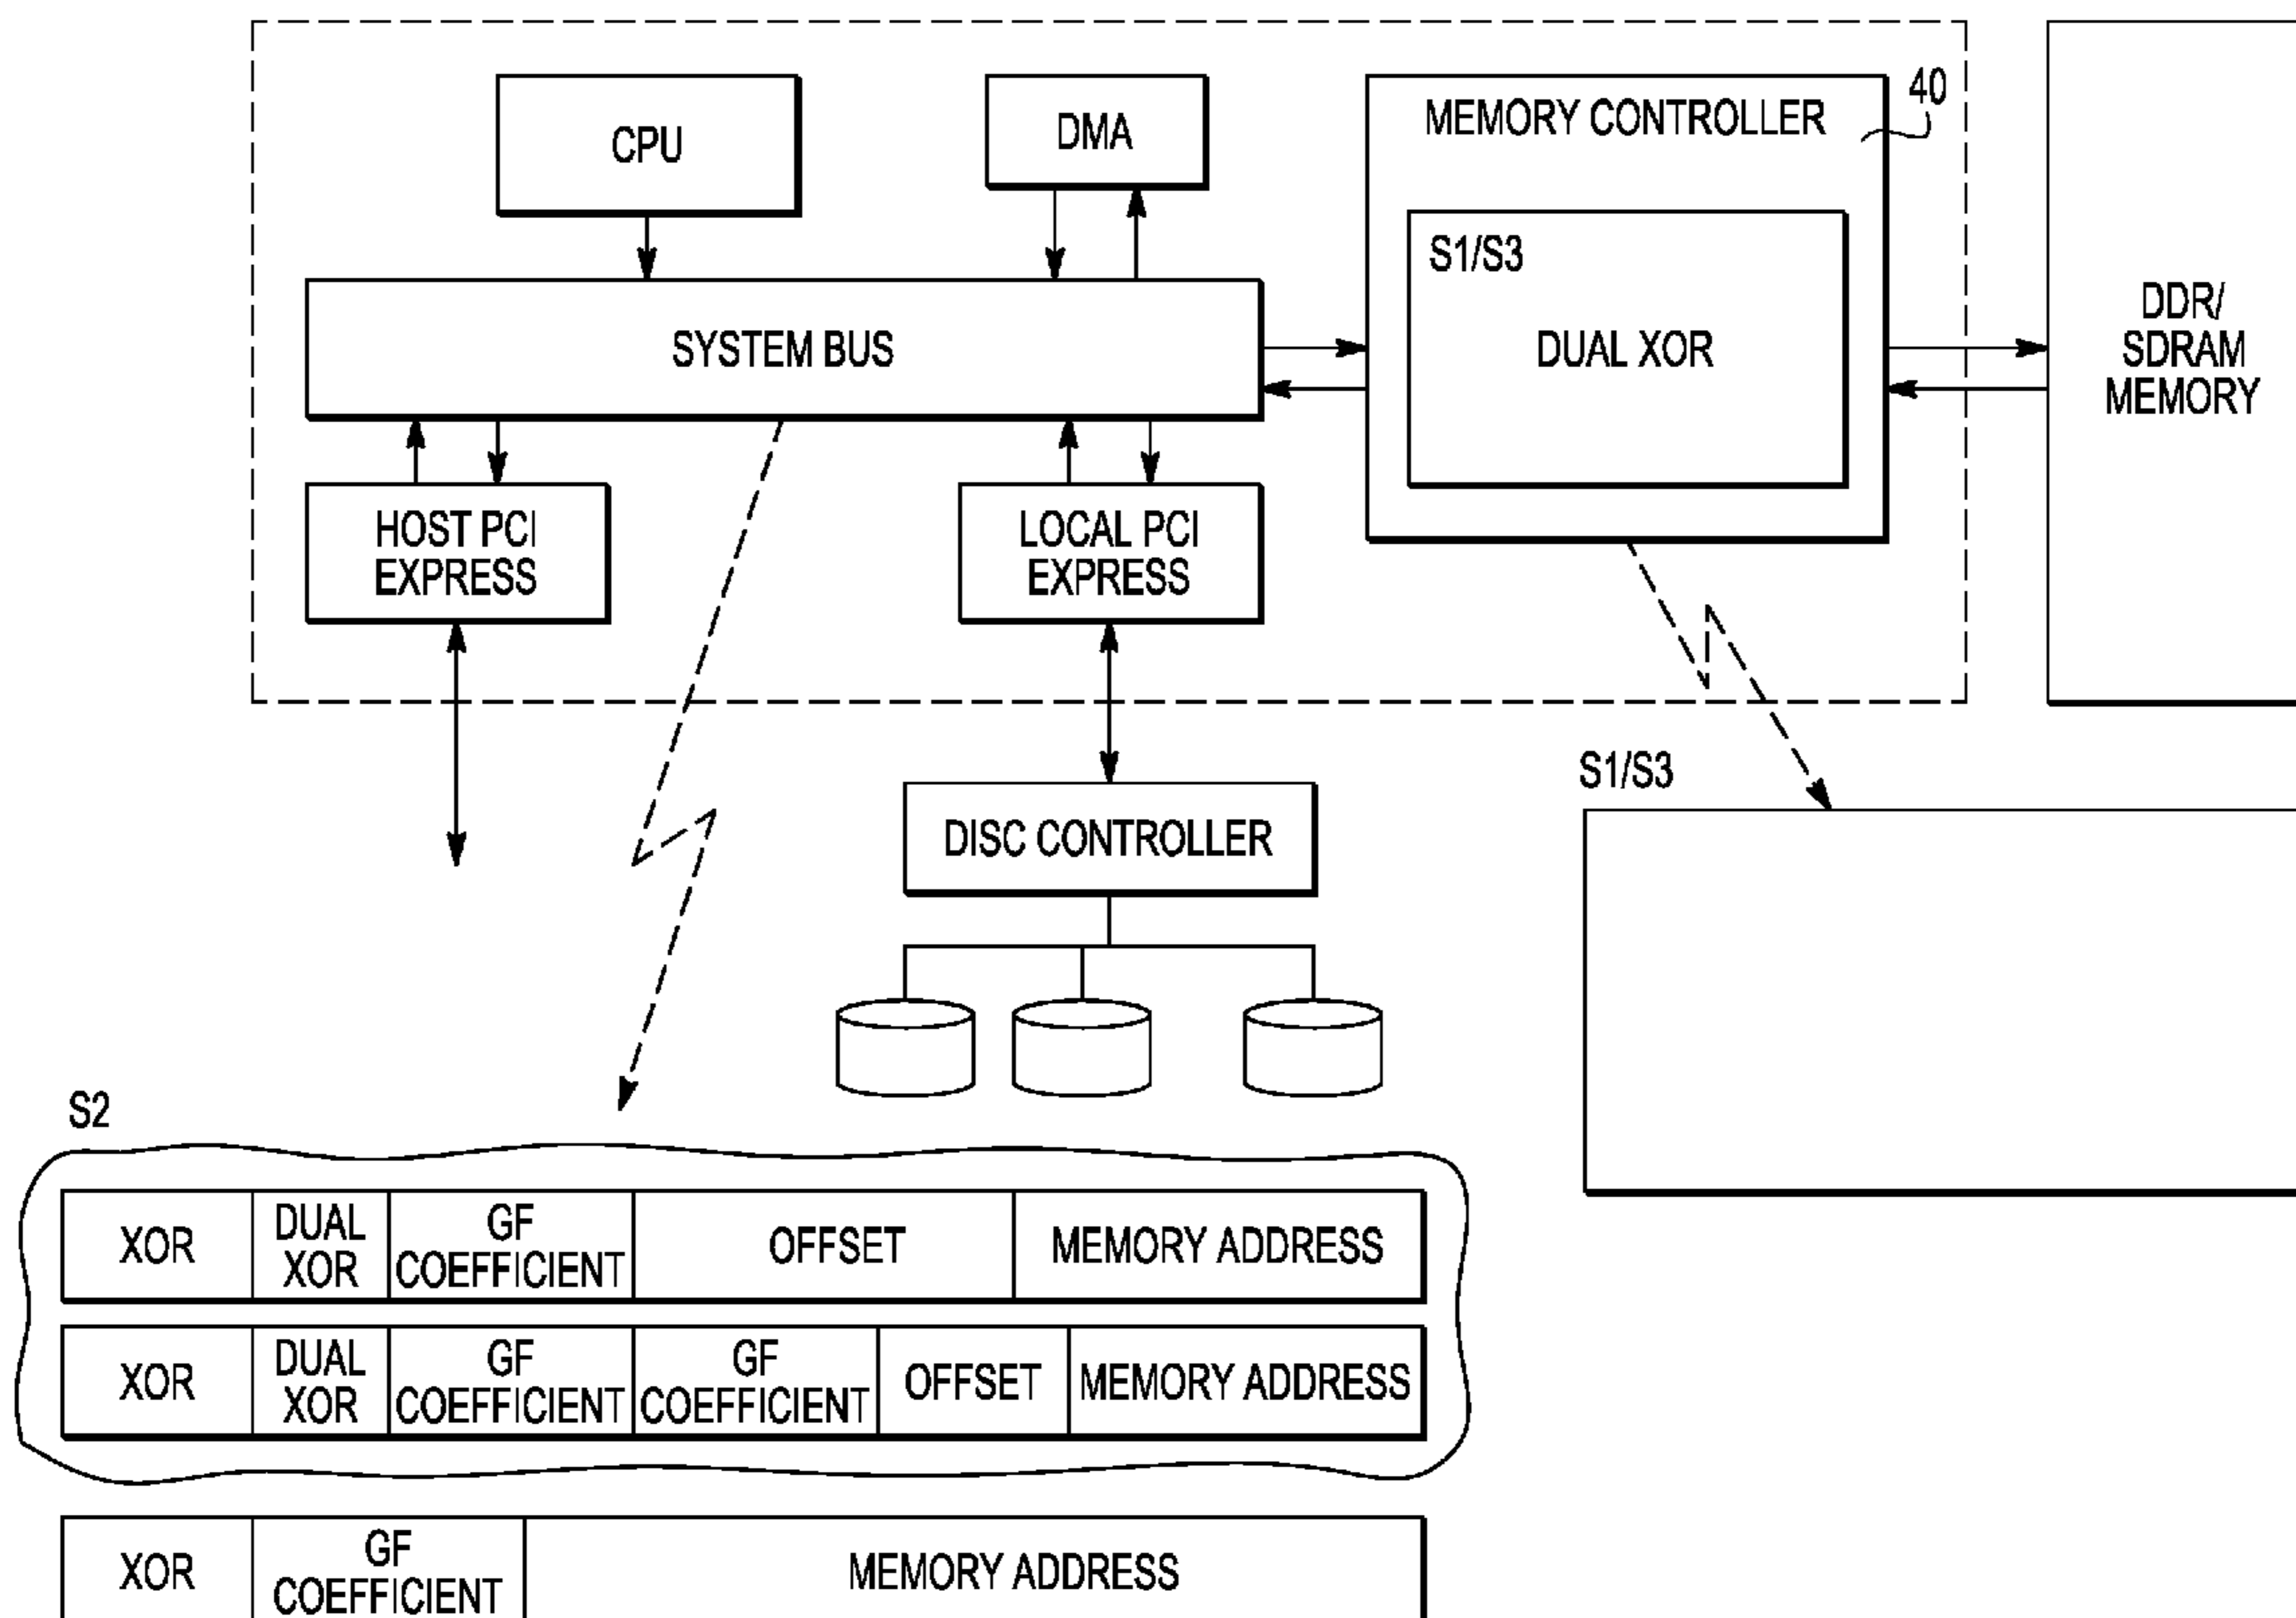 CPU
DMA
MEMORY CONTROLLER
40
S1/S3
DUAL XOR
SYSTEM BUS
DDR/
SDRAM
MEMORY
HOST PCI
EXPRESS
LOCAL PCI
EXPRESS
S1/S3
DISC CONTROLLER
S2
XOR
DUAL
XOR
GF
COEFFICIENT
OFFSET
MEMORY ADDRESS
XOR
DUAL
XOR
GF
COEFFICIENT
GF
COEFFICIENT
OFFSET
MEMORY ADDRESS
XOR
GF
COEFFICIENT
MEMORY ADDRESS